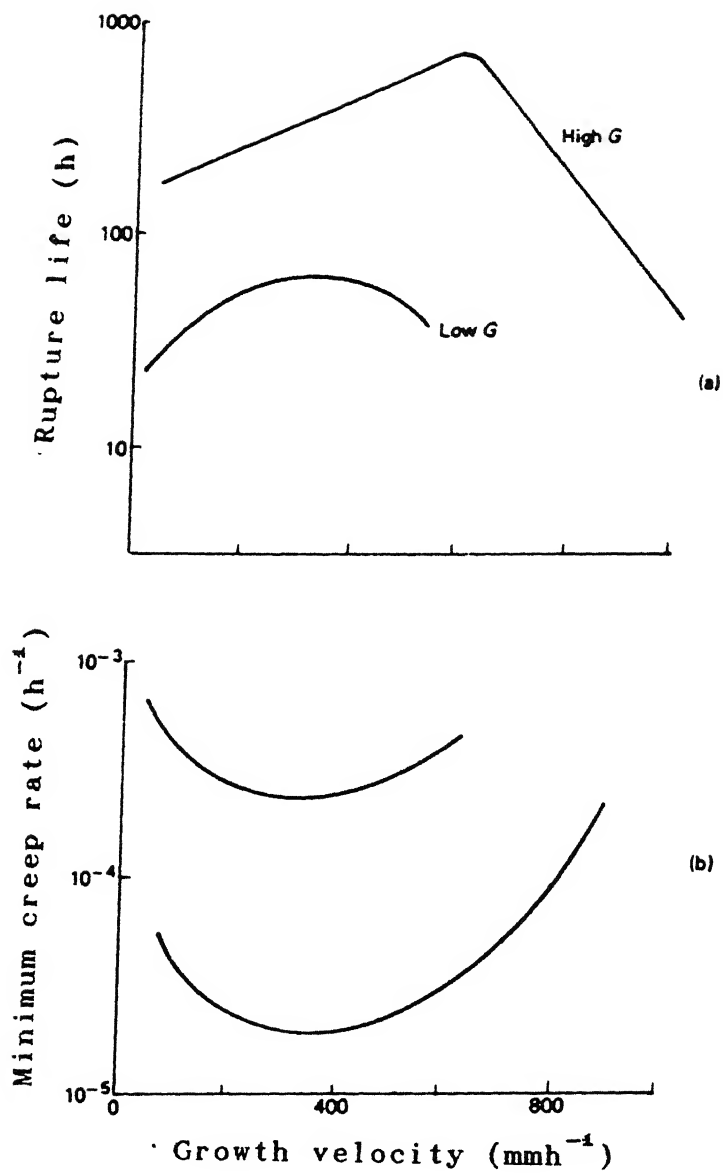 1000
High G
Rupture life (h)
100
Low G
(a)
10
10⁻³
Minimum creep rate (h⁻¹)
10⁻⁴
(b)
10⁻⁵
0 400 800
Growth velocity (mmh⁻¹)